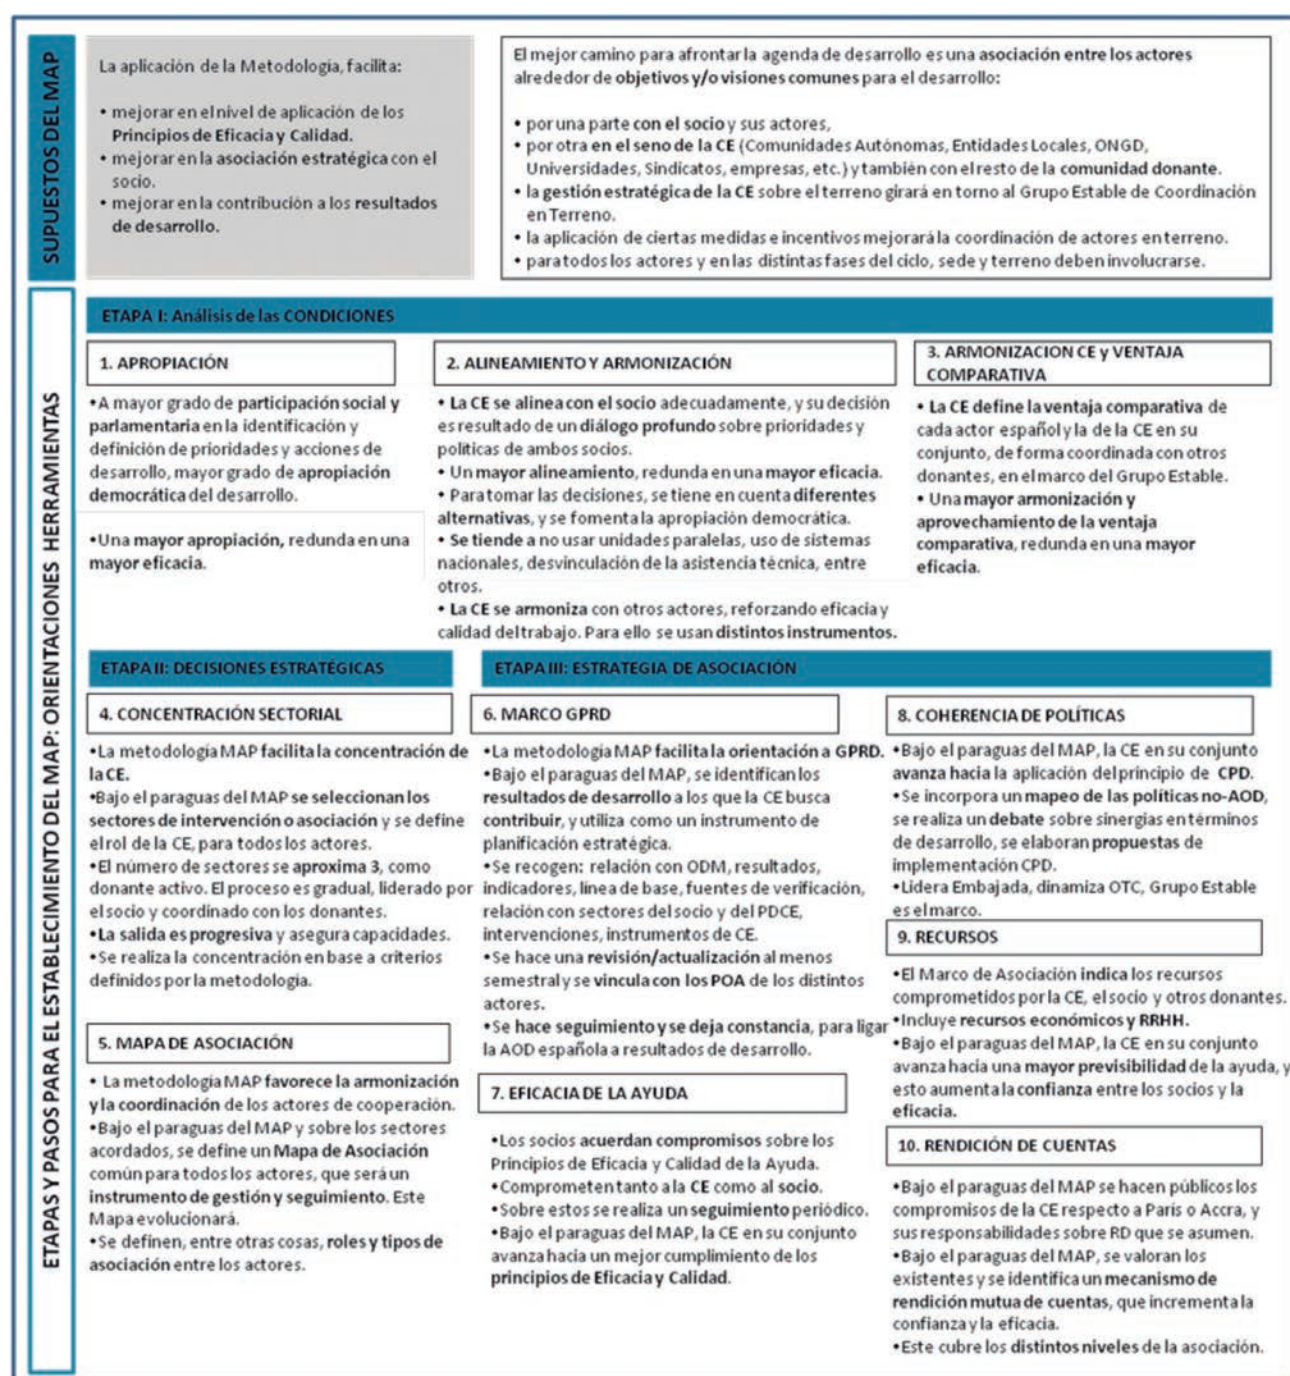 SUPUESTOS DEL MAP
La aplicación de la Metodología, facilita:
• mejorar en el nivel de aplicación de los
Principios de Eficacia y Calidad.
• mejorar en la asociación estratégica con el
socio.
• mejorar en la contribución a los resultados
de desarrollo.
El mejor camino para afrontar la agenda de desarrollo es una asociación entre los actores
alrededor de objetivos y/o visiones comunes para el desarrollo:
• por una parte con el socio y sus actores,
• por otra en el seno de la CE (Comunidades Autónomas, Entidades Locales, ONGD,
Universidades, Sindicatos, empresas, etc.) y también con el resto de la comunidad donante.
• la gestión estratégica de la CE sobre el terreno girará en torno al Grupo Estable de Coordinación
en Terreno.
• la aplicación de ciertas medidas e incentivos mejorará la coordinación de actores en terreno.
• para todos los actores y en las distintas fases del ciclo, sede y terreno deben involucrarse.
ETAPAS Y PASOS PARA EL ESTABLECIMIENTO DEL MAP: ORIENTACIONES HERRAMIENTAS
ETAPA I: Análisis de las CONDICIONES
1. APROPIACIÓN
•A mayor grado de participación social y
parlamentaria en la identificación y
definición de prioridades y acciones de
desarrollo, mayor grado de apropiación
democrática del desarrollo.
•Una mayor apropiación, redunda en una
mayor eficacia.
2. ALINEAMIENTO Y ARMONIZACIÓN
• La CE se alinea con el socio adecuadamente, y su decisión
es resultado de un diálogo profundo sobre prioridades y
políticas de ambos socios.
• Un mayor alineamiento, redunda en una mayor eficacia.
• Para tomar las decisiones, se tiene en cuenta diferentes
alternativas, y se fomenta la apropiación democrática.
• Se tiende a no usar unidades paralelas, uso de sistemas
nacionales, desvinculación de la asistencia técnica, entre
otros.
• La CE se armoniza con otros actores, reforzando eficacia y
calidad del trabajo. Para ello se usan distintos instrumentos.
3. ARMONIZACION CE y VENTAJA
COMPARATIVA
• La CE define la ventaja comparativa de
cada actor español y la de la CE en su
conjunto, de forma coordinada con otros
donantes, en el marco del Grupo Estable.
• Una mayor armonización y
aprovechamiento de la ventaja
comparativa, redunda en una mayor
eficacia.
ETAPA II: DECISIONES ESTRATÉGICAS
4. CONCENTRACIÓN SECTORIAL
•La metodología MAP facilita la concentración de
la CE.
•Bajo el paraguas del MAP se seleccionan los
sectores de intervención o asociación y se define
el rol de la CE, para todos los actores.
•El número de sectores se aproxima 3, como
donante activo. El proceso es gradual, liderado por
el socio y coordinado con los donantes.
•La salida es progresiva y asegura capacidades.
•Se realiza la concentración en base a criterios
definidos por la metodología.
5. MAPA DE ASOCIACIÓN
• La metodología MAP favorece la armonización
y la coordinación de los actores de cooperación.
•Bajo el paraguas del MAP y sobre los sectores
acordados, se define un Mapa de Asociación
común para todos los actores, que será un
instrumento de gestión y seguimiento. Este
Mapa evolucionará.
•Se definen, entre otras cosas, roles y tipos de
asociación entre los actores.
ETAPA III: ESTRATEGIA DE ASOCIACIÓN
6. MARCO GPRD
•La metodología MAP facilita la orientación a GPRD.
•Bajo el paraguas del MAP, se identifican los
resultados de desarrollo a los que la CE busca
contribuir, y utiliza como un instrumento de
planificación estratégica.
•Se recogen: relación con ODM, resultados,
indicadores, linea de base, fuentes de verificación,
relación con sectores del socio y del PDCE,
intervenciones, instrumentos de CE.
•Se hace una revisión/actualización al menos
semestral y se vincula con los POA de los distintos
actores.
•Se hace seguimiento y se deja constancia, para ligar
la AOD española a resultados de desarrollo.
7. EFICACIA DE LA AYUDA
•Los socios acuerdan compromisos sobre los
Principios de Eficacia y Calidad de la Ayuda.
•Comprometen tanto a la CE como al socio.
•Sobre estos se realiza un seguimiento periódico.
•Bajo el paraguas del MAP, la CE en su conjunto
avanza hacia un mejor cumplimiento de los
principios de Eficacia y Calidad.
8. COHERENCIA DE POLÍTICAS
•Bajo el paraguas del MAP, la CE en su conjunto
avanza hacia la aplicación del principio de CPD.
•Se incorpora un mapeo de las políticas no-AOD,
se realiza un debate sobre sinergias en términos
de desarrollo, se elaboran propuestas de
implementación CPD.
•Lidera Embajada, dinamiza OTC, Grupo Estable
es el marco.
9. RECURSOS
•El Marco de Asociación indica los recursos
comprometidos por la CE, el socio y otros donantes.
•Incluye recursos económicos y RRHH.
•Bajo el paraguas del MAP, la CE en su conjunto
avanza hacia una mayor previsibilidad de la ayuda, y
esto aumenta la confianza entre los socios y la
eficacia.
10. RENDICIÓN DE CUENTAS
•Bajo el paraguas del MAP se hacen públicos los
compromisos de la CE respecto a Paris o Accra, y
sus responsabilidades sobre RD que se asumen.
•Bajo el paraguas del MAP, se valoran los
existentes y se identifica un mecanismo de
rendición mutua de cuentas, que incrementa la
confianza y la eficacia.
•Este cubre los distintos niveles de la asociación.